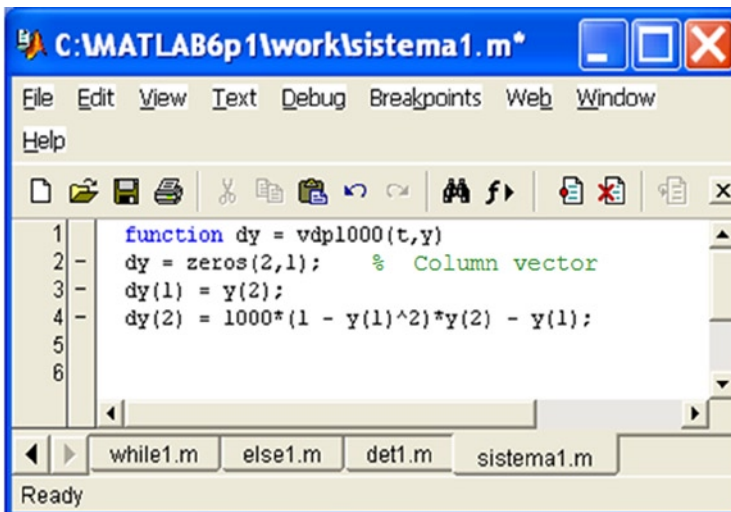 C:\MATLAB6p1\work\sistema1.m*
File Edit View Text Debug Breakpoints Web Window
Help
1 function dy = vdp1000(t,y)
2 - dy = zeros(2,1); % Column vector
3 - dy(1) = y(2);
4 - dy(2) = 1000*(1 - y(1)^2)*y(2) - y(1);
5
6
while1.m else1.m det1.m sistema1.m
Ready